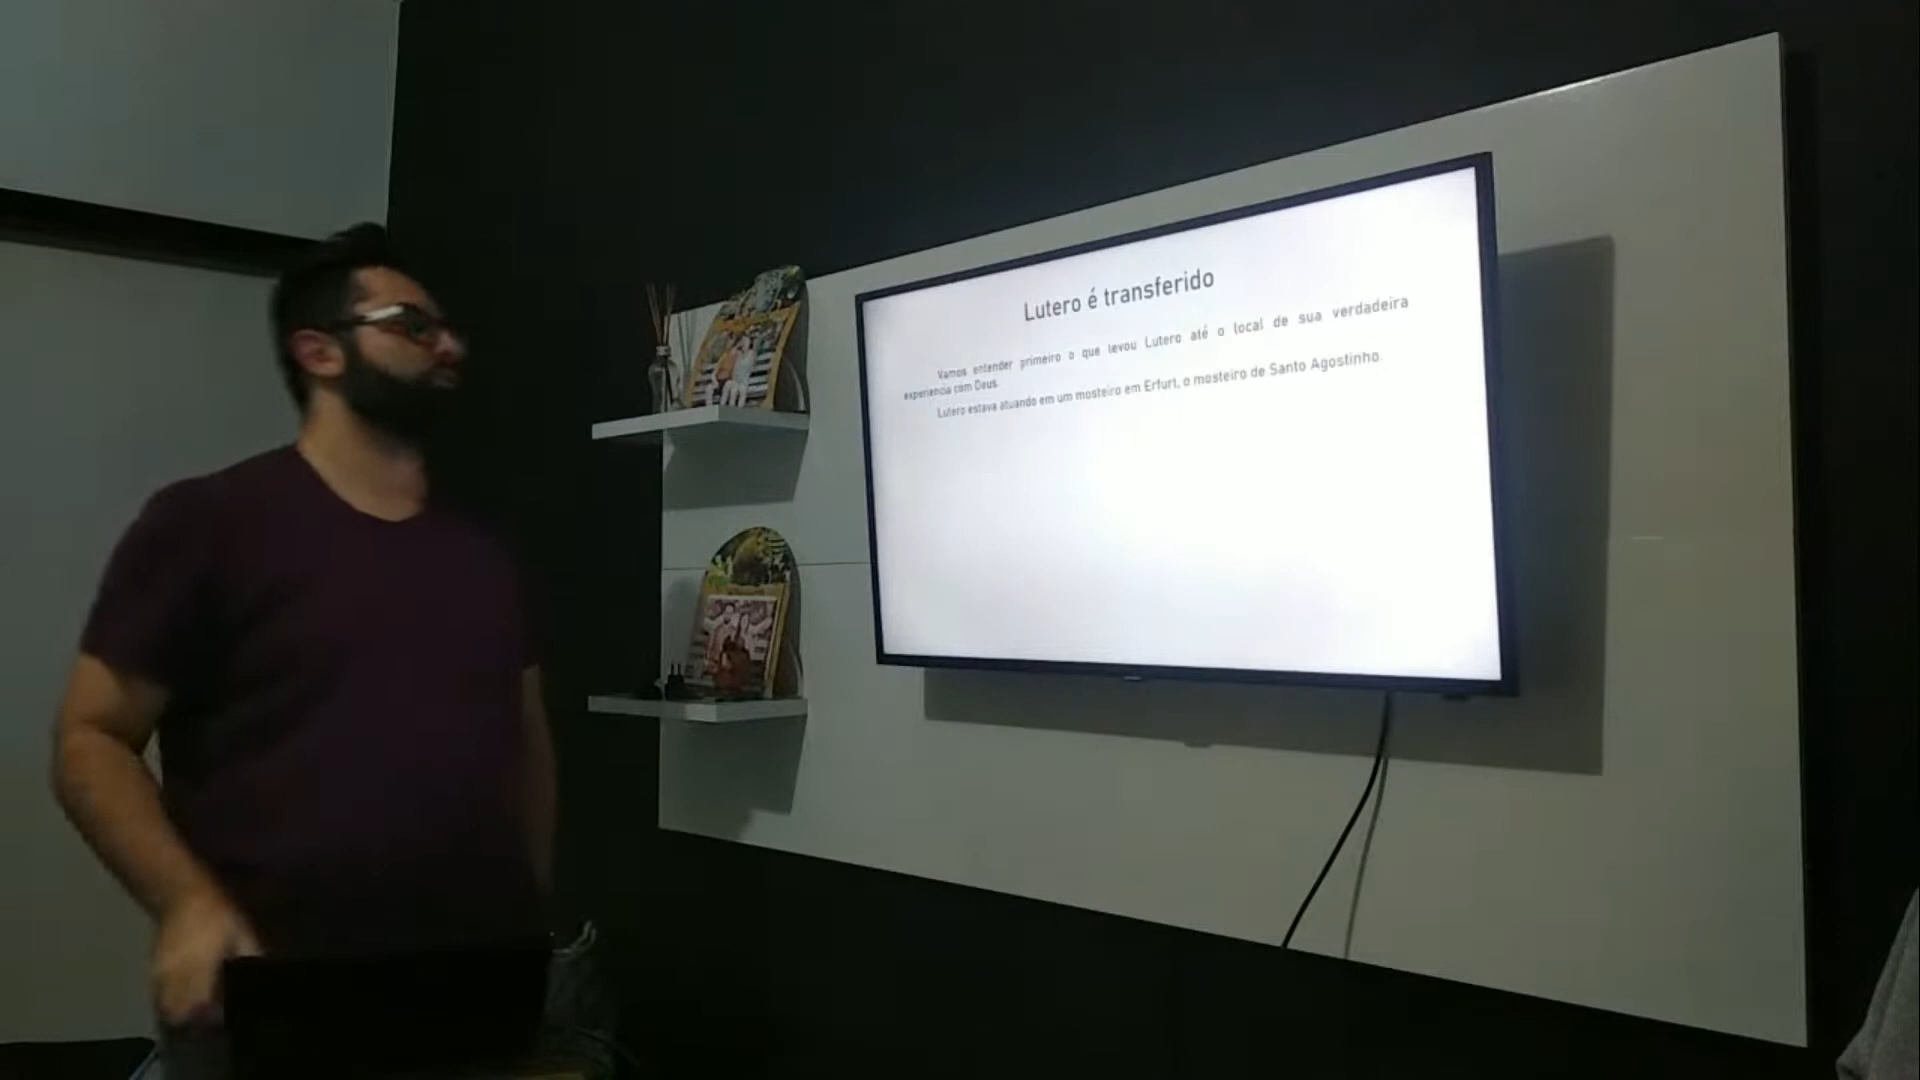 Lutero é transferido
Vamos entender primeiro o que levou Lutero até o local de sua verdadeira
experiencia com Deus.
Lutero estava atuando em um mosteiro em Erfurt, o mosteiro de Santo Agostinho.